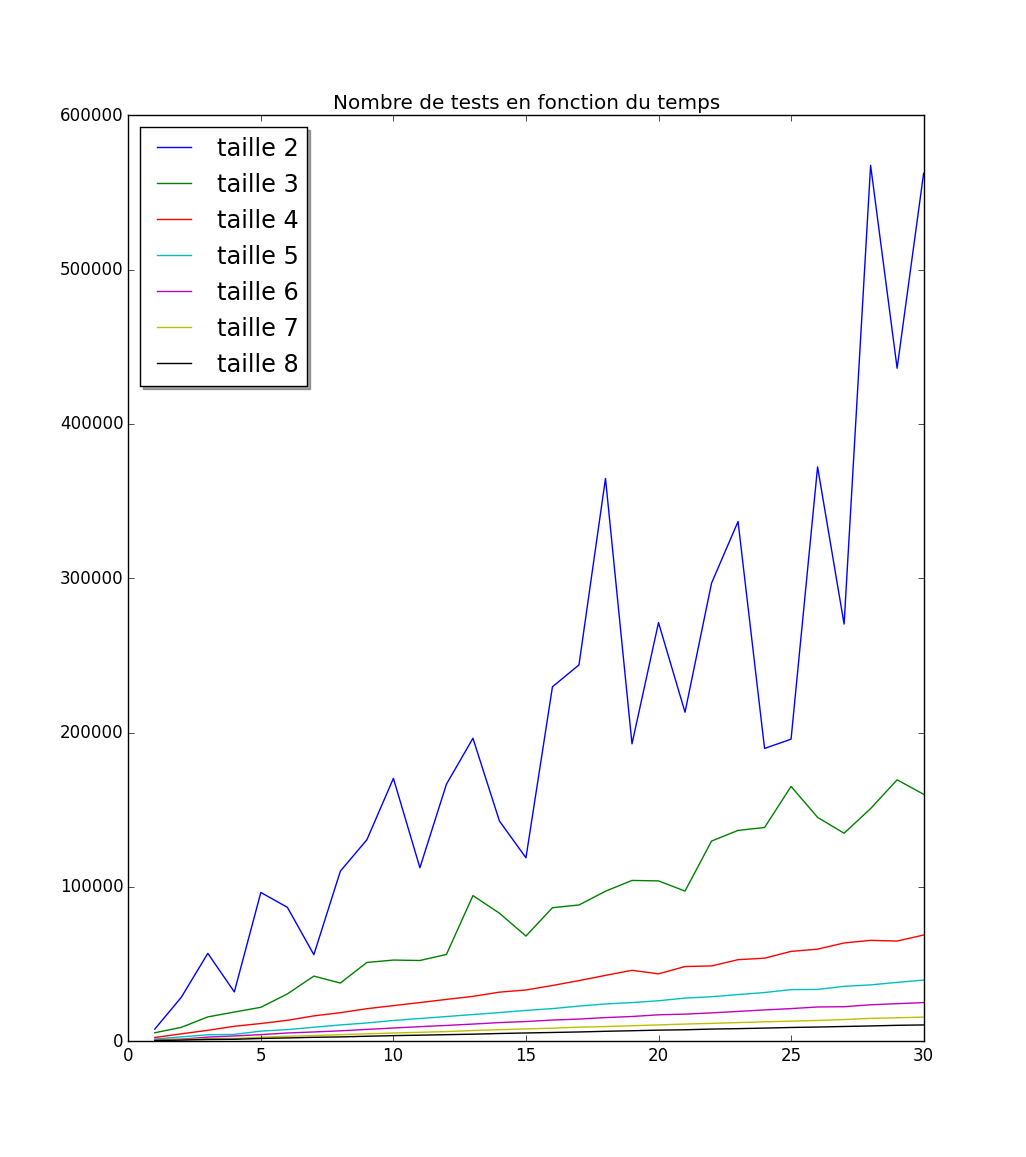 Nombre de tests en fonction du temps
600000
500000
400000
300000
200000
100000
0
taille 2
taille 3
taille 4
taille 5
taille 6
taille 7
taille 8
0 5 10 15 20 25 30